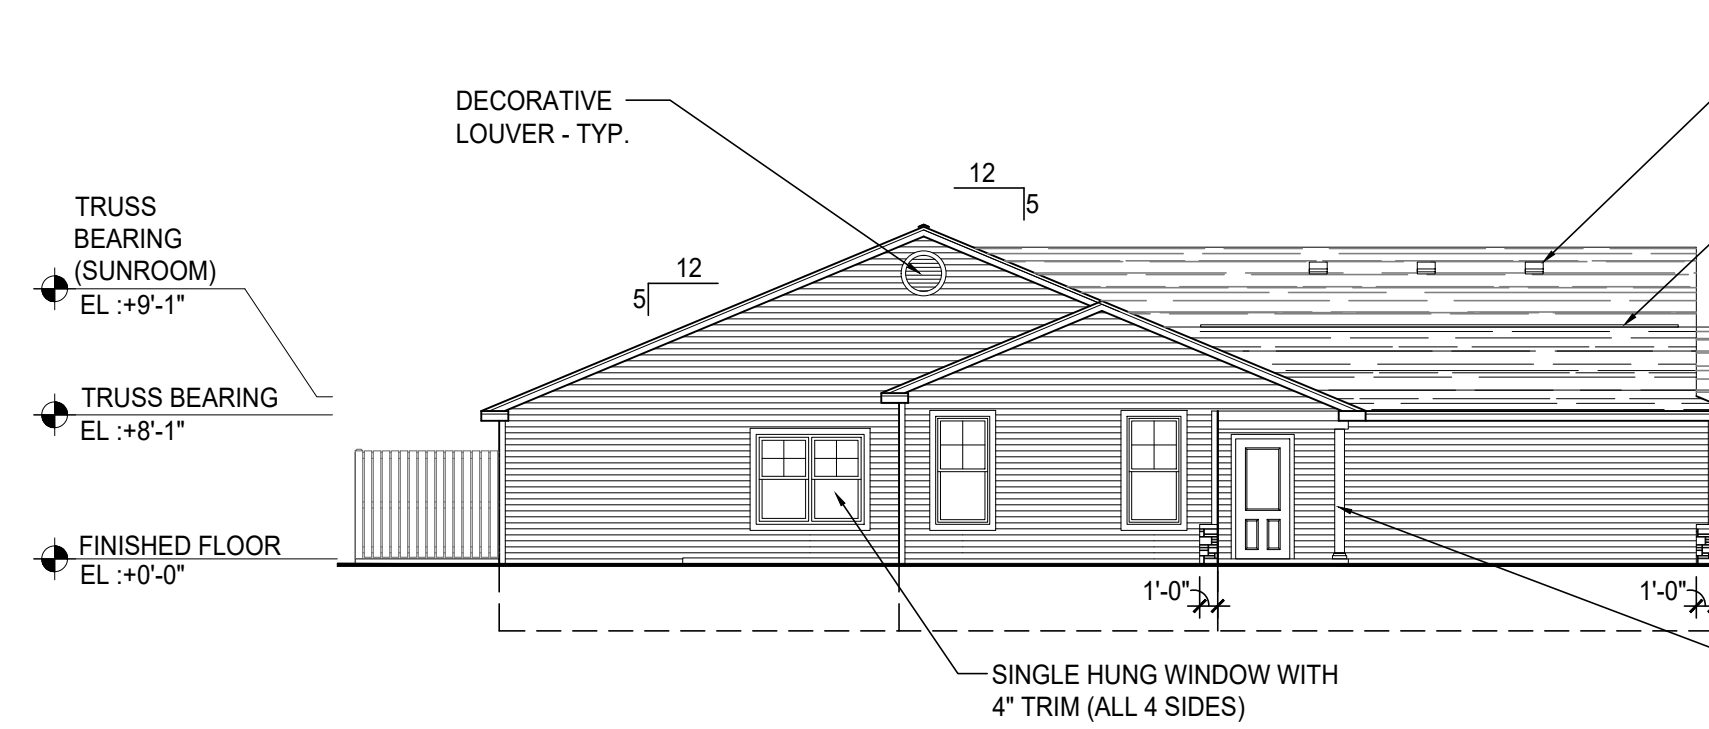 DECORATIVE
LOUVER - TYP.
12
5
12
5
TRUSS
BEARING
(SUNROOM)
EL :+9'-1"
TRUSS BEARING
EL :+8'-1"
FINISHED FLOOR
EL :+0'-0"
1'-0"
1'-0"
SINGLE HUNG WINDOW WITH
4" TRIM (ALL 4 SIDES)